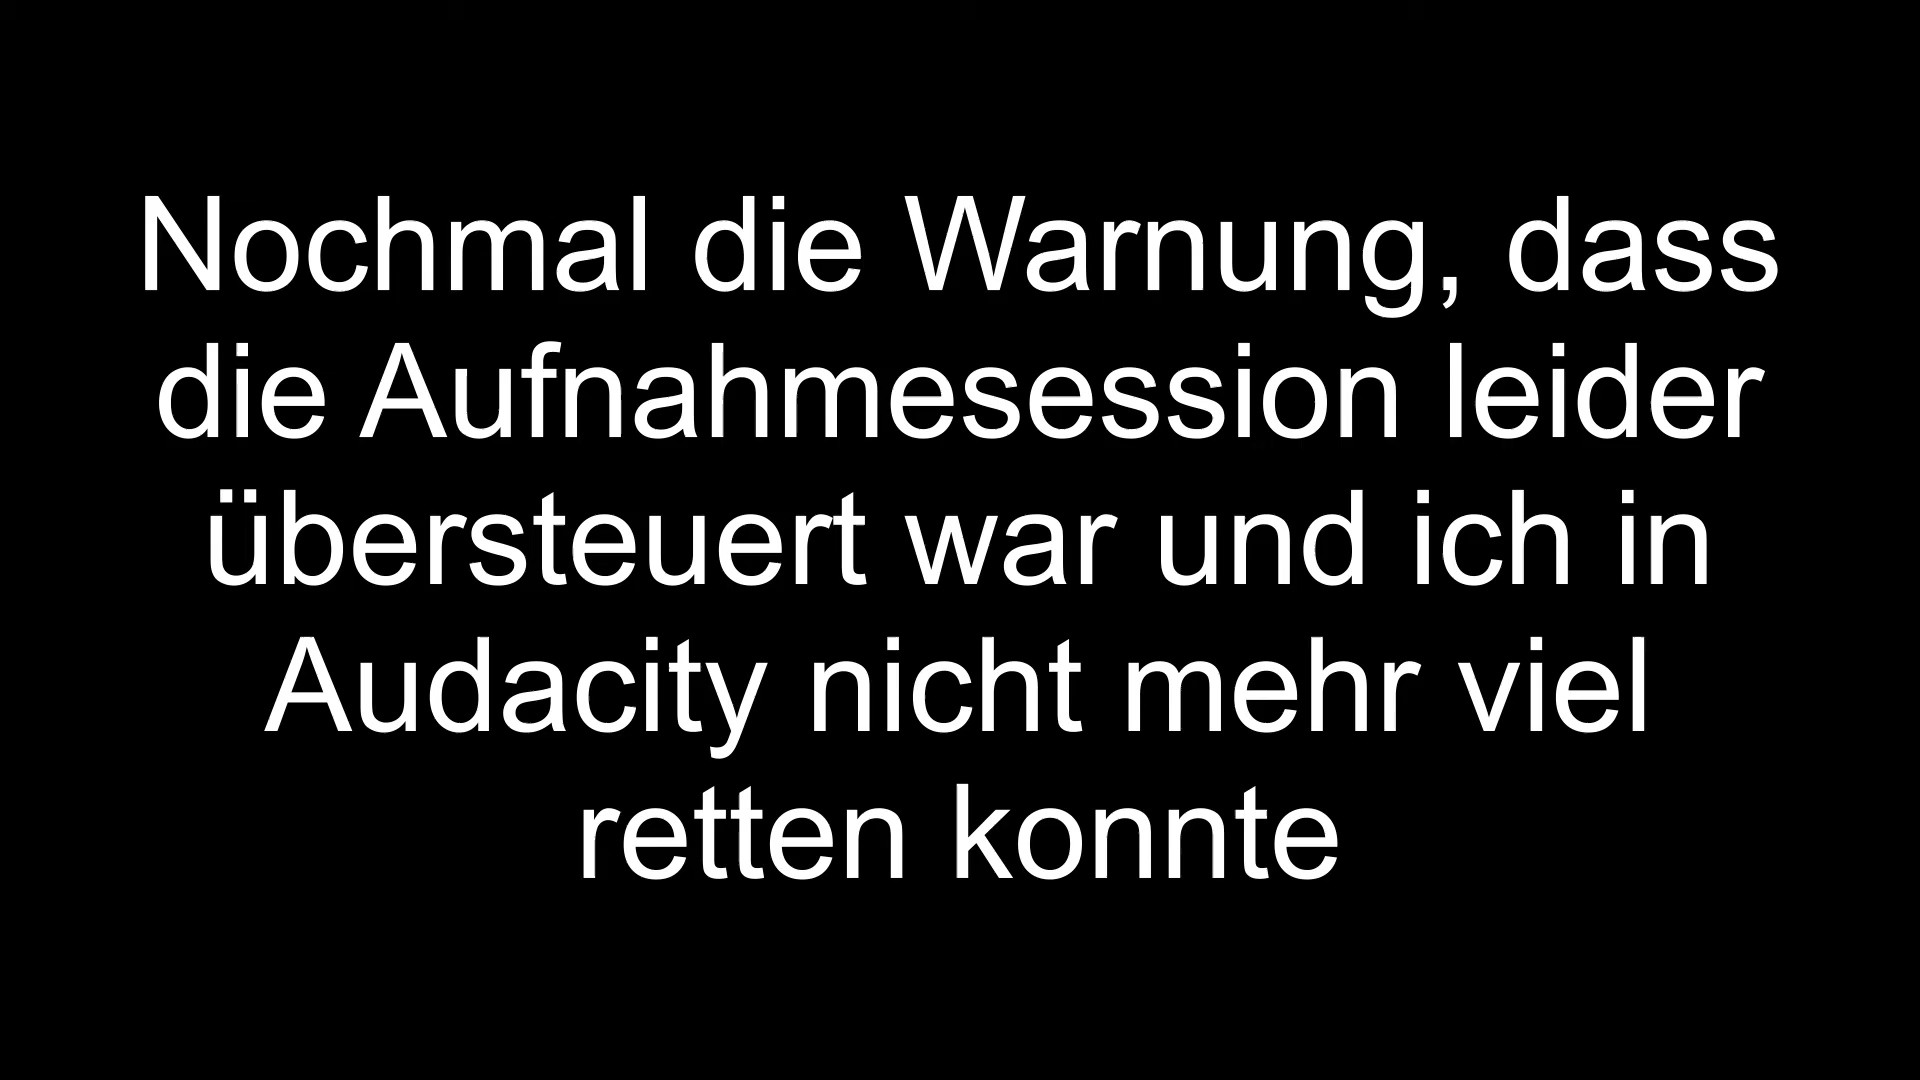 Nochmal die Warnung, dass
die Aufnahmesession leider
übersteuert war und ich in
Audacity nicht mehr viel
retten konnte